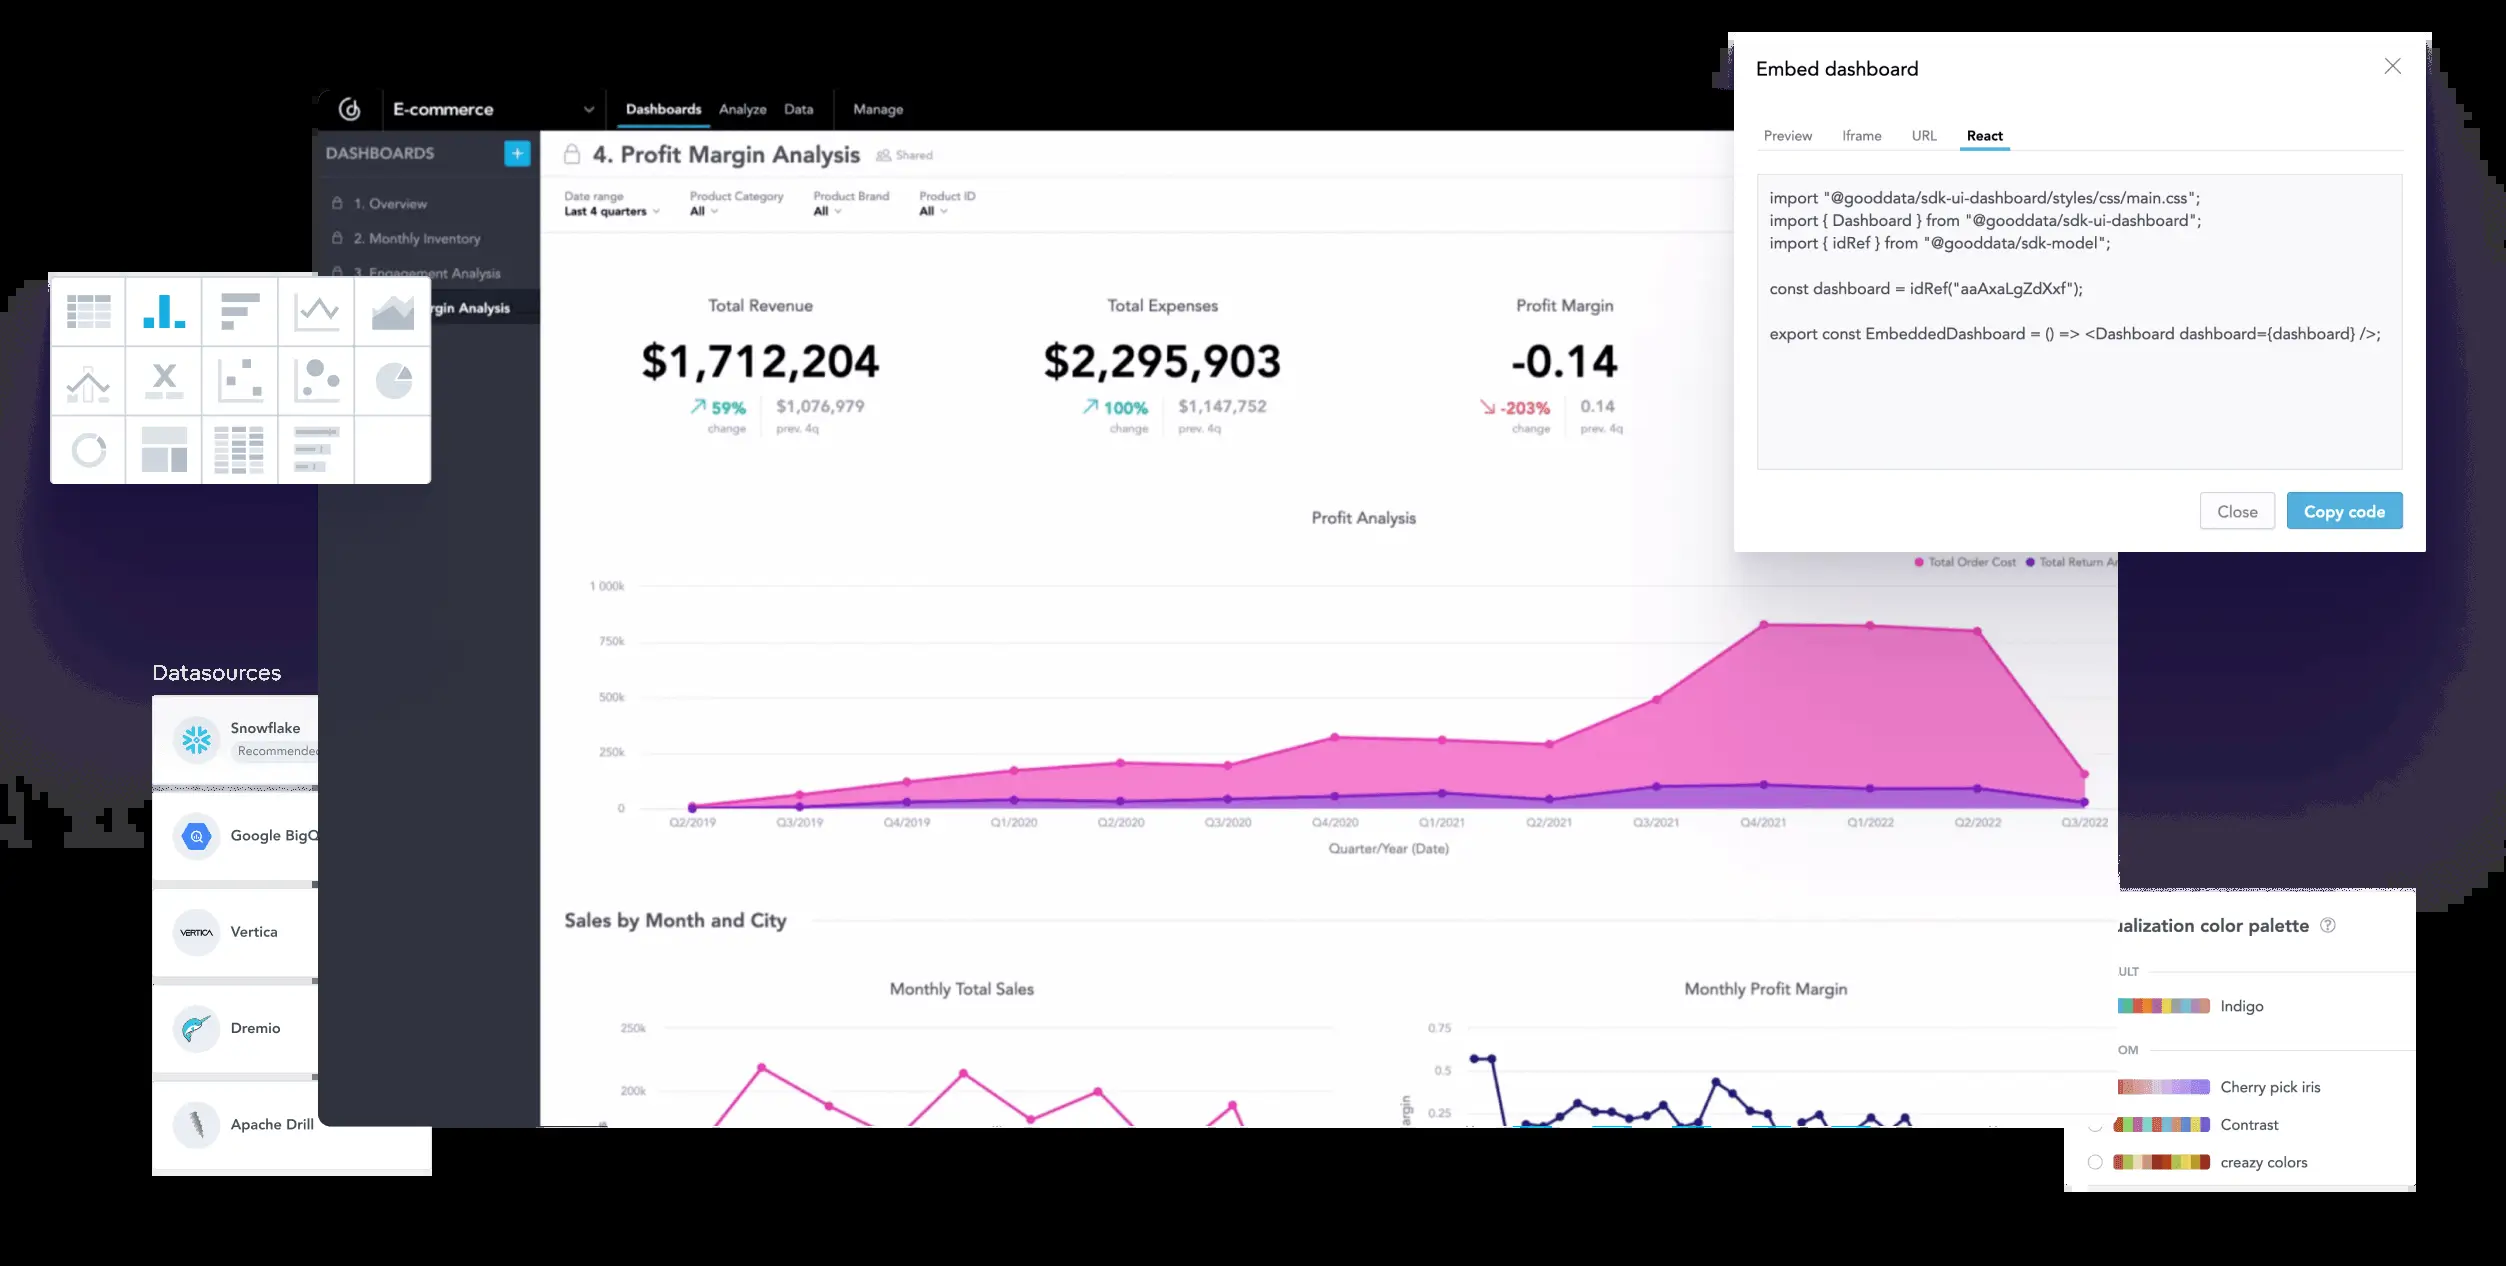 E-commerce
Dashboards Analyze Data Manage
DASHBOARDS
+
1. Overview
2. Monthly Inventory
3. Engagement Analysis
rgin Analysis
4. Profit Margin Analysis Shared
Date range Product Category Product Brand Product ID
Last 4 quarters All All All
Total Revenue
$1,712,204
59% $1,076,979
change prev. 4q
Total Expenses
$2,295,903
100% $1,147,752
change prev. 4q
Profit Margin
-0.14
-203% 0.14
change prev. 4q
Profit Analysis
Total Order Cost Total Return A
1 000k
750k
500k
250k
0
Q2/2019 Q3/2019 Q4/2019 Q1/2020 Q2/2020 Q3/2020 Q4/2020 Q1/2021 Q2/2021 Q3/2021 Q4/2021 Q1/2022 Q2/2022 Q3/2022
Quarter/Year (Date)
Sales by Month and City
Monthly Total Sales
250k
200k
Monthly Profit Margin
0.75
0.5
0.25
argin
Embed dashboard
Preview Iframe URL React
import "@gooddata/sdk-ui-dashboard/styles/css/main.css";
import { Dashboard } from "@gooddata/sdk-ui-dashboard";
import { idRef } from "@gooddata/sdk-model";
const dashboard = idRef("aaAxaLgZdXxf");
export const EmbeddedDashboard = () => <Dashboard dashboard={dashboard} />;
Close Copy code
Datasources
Snowflake
Recommended
Google BigQ
VERTICA Vertica
Dremio
Apache Drill
ualization color palette ?
ULT
Indigo
OM
Cherry pick iris
Contrast
creazy colors